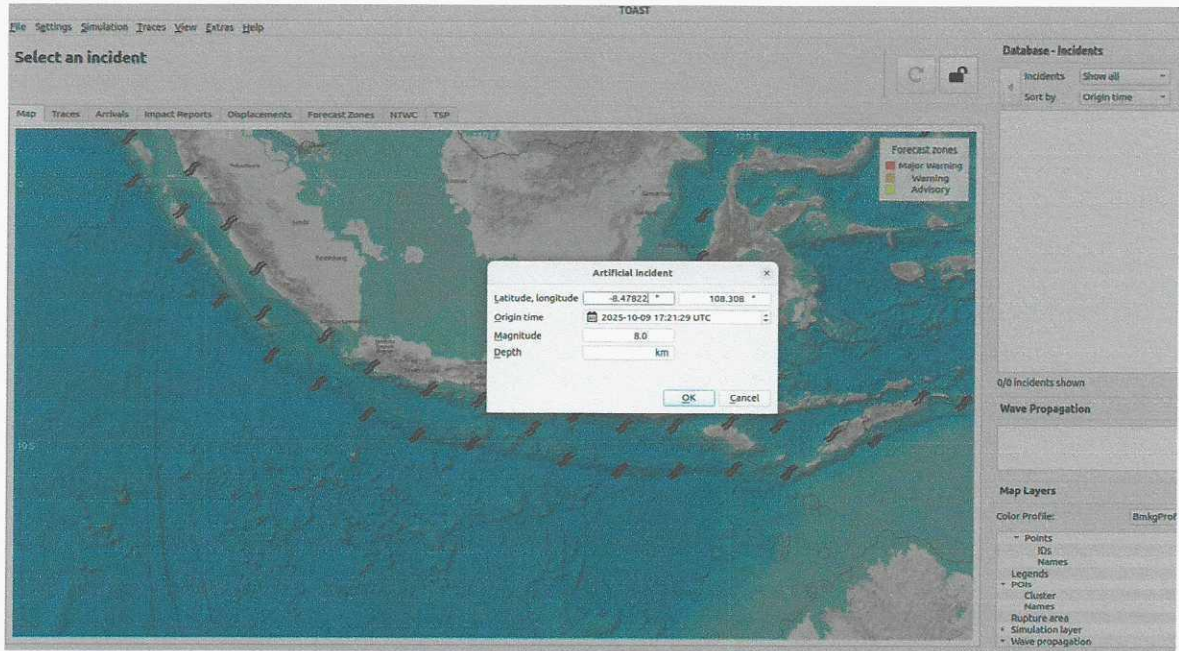 TOAST
File Settings Simulation Traces View Extras Help
Select an incident
Map Traces Arrivals Impact Reports Displacements Forecast Zones NTWC TSP
Forecast zones
Major Warning
Warning
Advisory
Artificial incident
Latitude, longitude -8.47822 ° 108.308 °
Origin time 2025-10-09 17:21:29 UTC
Magnitude 8.0
Depth km
OK Cancel
Database - Incidents
Incidents Show all
Sort by Origin time
0/0 incidents shown
Wave Propagation
Map Layers
Color Profile: BmkgProf
Points
IDs
Names
Legends
POIs
Cluster
Names
Rupture area
Simulation layer
Wave propagation